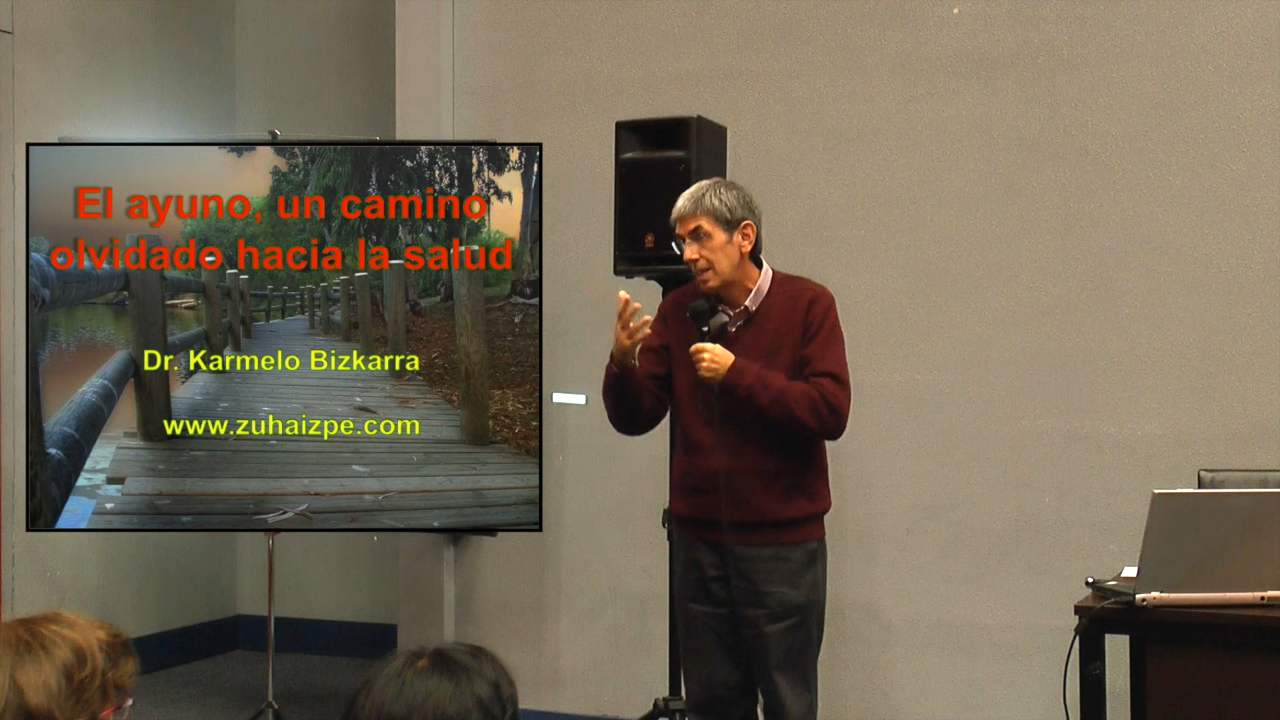 El ayuno, un camino
olvidado hacia la salud
Dr. Karmelo Bizkarra
www.zuhaizpe.com